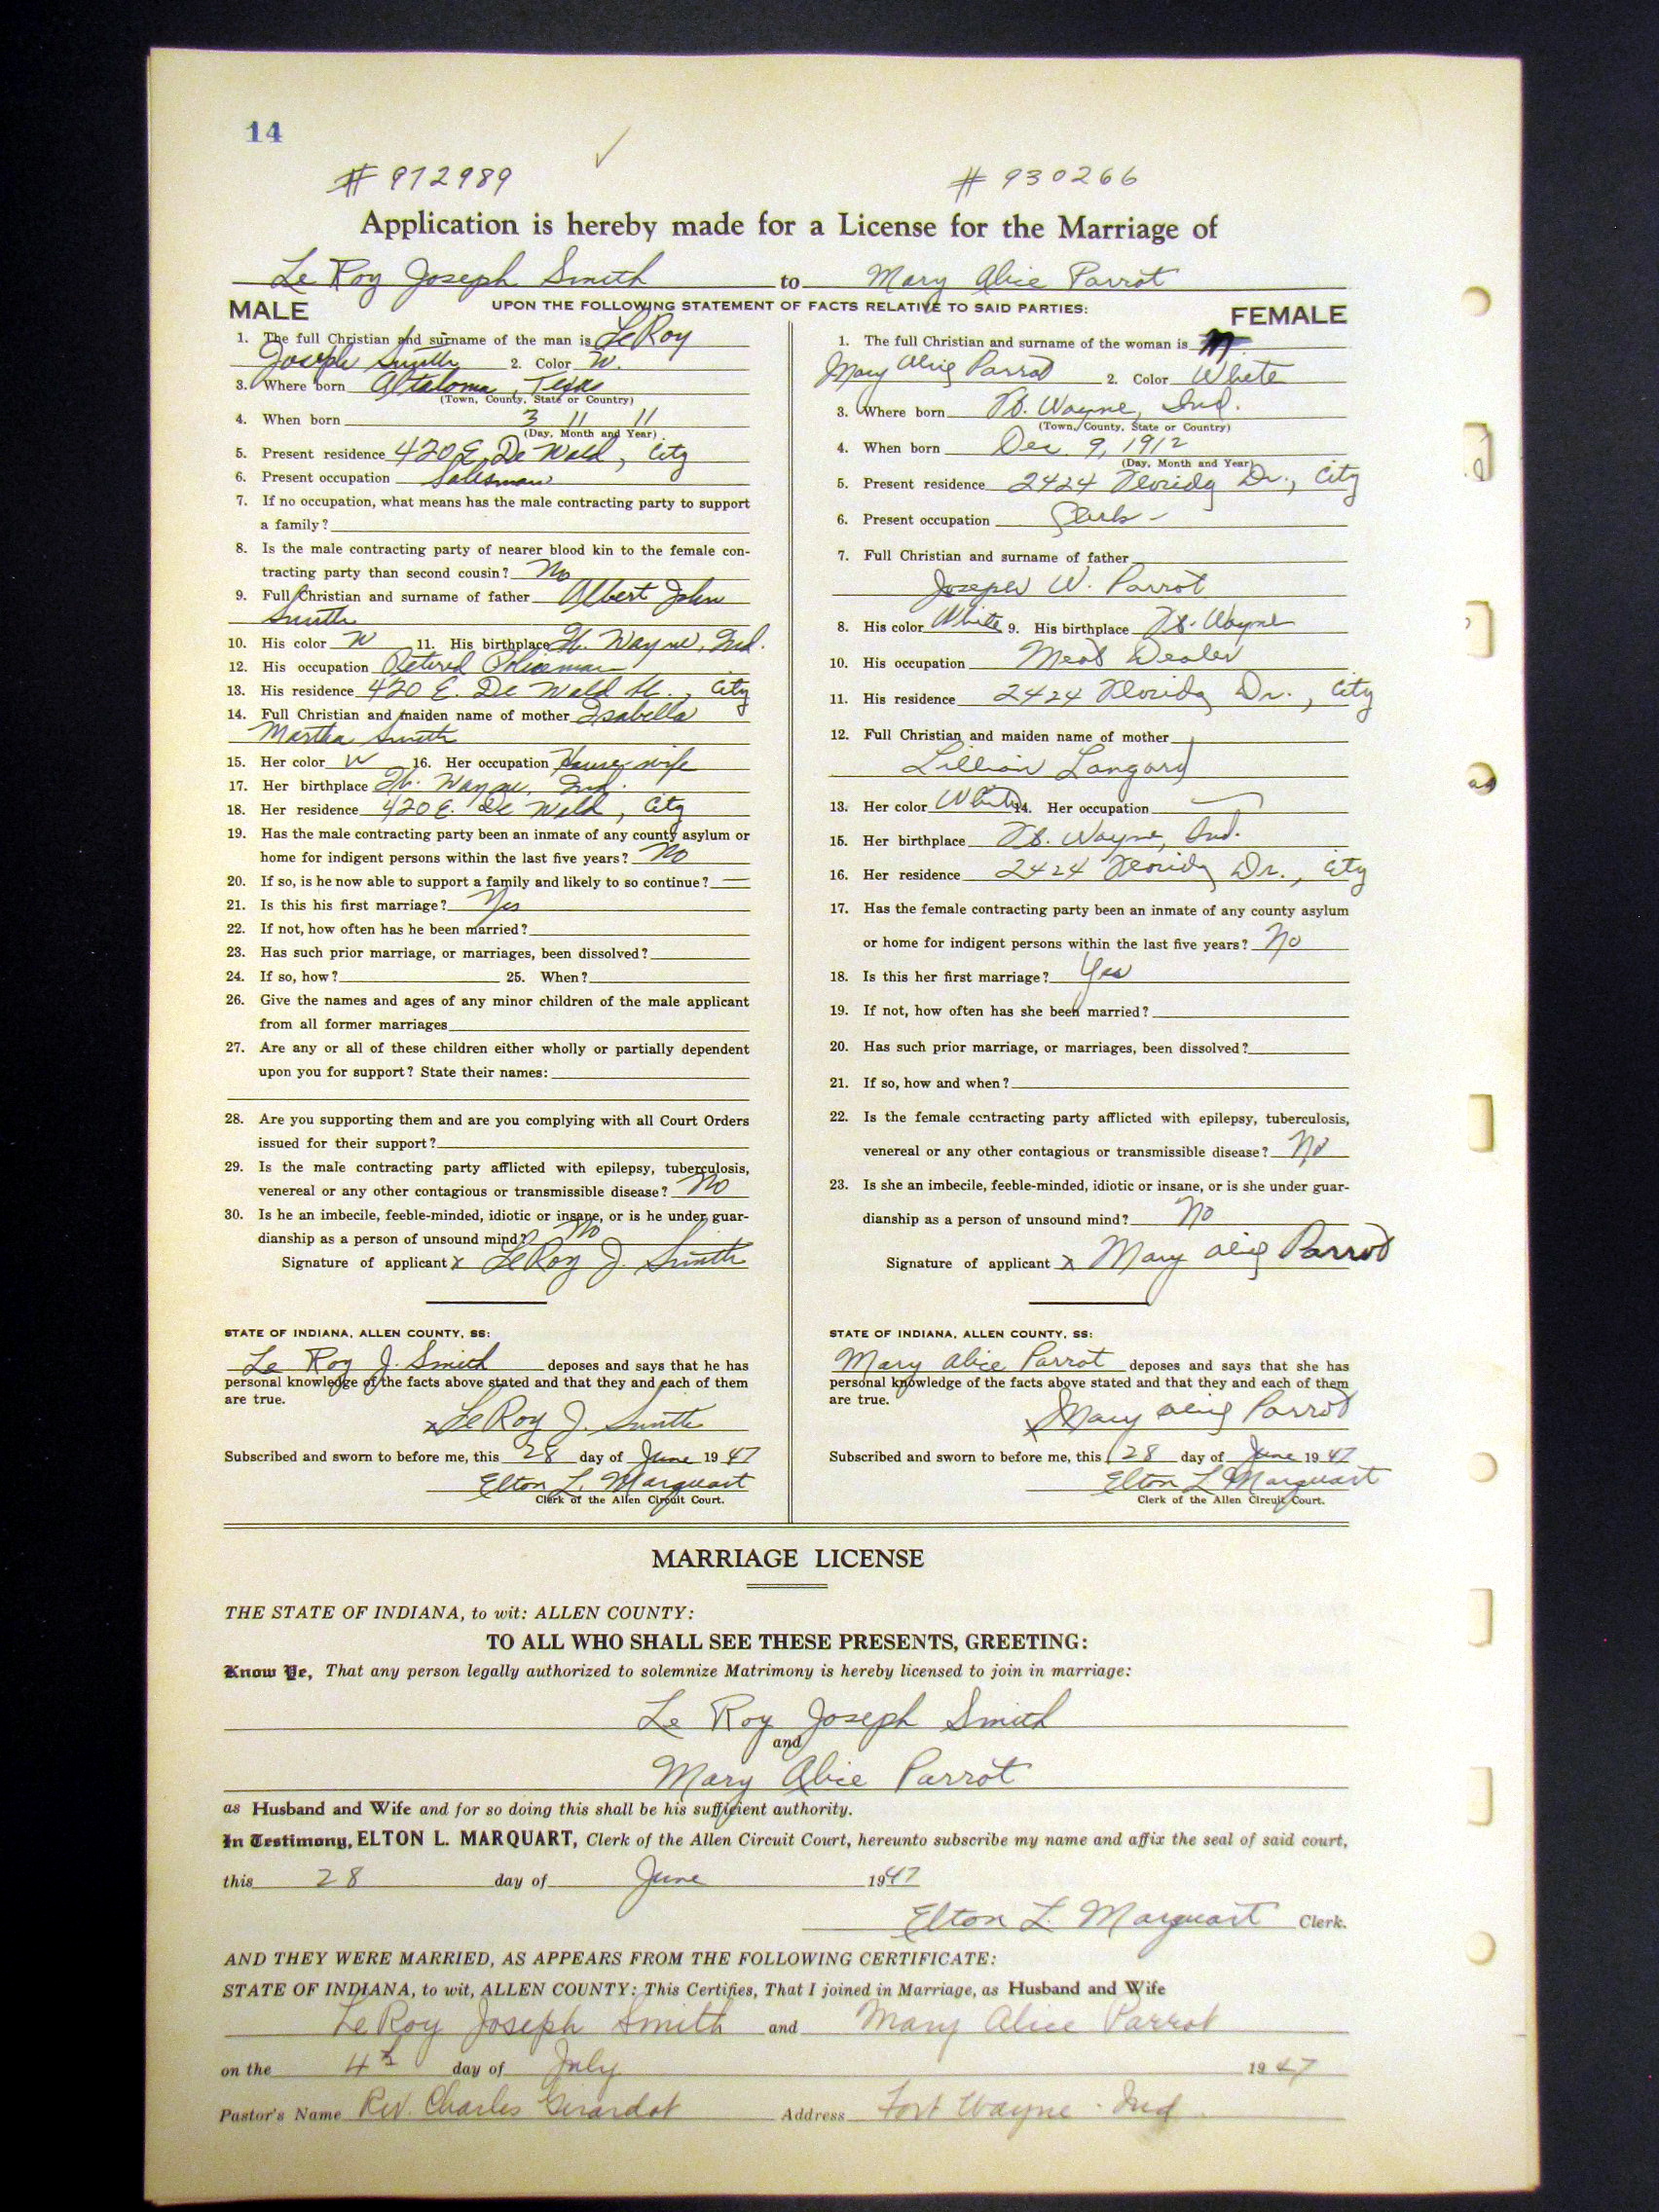 14
# 912989
# 930266
Application is hereby made for a License for the Marriage of
Le Roy Joseph Smith to Mary Alice Parrot
MALE UPON THE FOLLOWING STATEMENT OF FACTS RELATIVE TO SAID PARTIES: FEMALE
1. The full Christian and surname of the man is LeRoy
Joseph Smith 2. Color W.
3. Where born Altaloma, Texas
(Town, County, State or Country)
4. When born 3 11 11
(Day, Month and Year)
5. Present residence 420 E. De Wald, City
6. Present occupation Salesman
7. If no occupation, what means has the male contracting party to support
a family?
8. Is the male contracting party of nearer blood kin to the female con-
tracting party than second cousin? No
9. Full Christian and surname of father Albert John
Smith
10. His color W 11. His birthplace Ft. Wayne, Ind.
12. His occupation Retired Policeman
13. His residence 420 E. De Wald St., City
14. Full Christian and maiden name of mother Isabella
Martha Smith
15. Her color W 16. Her occupation House wife
17. Her birthplace Ft. Wayne, Ind.
18. Her residence 420 E. De Wald, City
19. Has the male contracting party been an inmate of any county asylum or
home for indigent persons within the last five years? No
20. If so, is he now able to support a family and likely to so continue? —
21. Is this his first marriage? Yes
22. If not, how often has he been married?
23. Has such prior marriage, or marriages, been dissolved?
24. If so, how? 25. When?
26. Give the names and ages of any minor children of the male applicant
from all former marriages
27. Are any or all of these children either wholly or partially dependent
upon you for support? State their names:
28. Are you supporting them and are you complying with all Court Orders
issued for their support?
29. Is the male contracting party afflicted with epilepsy, tuberculosis,
venereal or any other contagious or transmissible disease? No
30. Is he an imbecile, feeble-minded, idiotic or insane, or is he under guar-
dianship as a person of unsound mind? No
Signature of applicant x LeRoy J. Smith
STATE OF INDIANA, ALLEN COUNTY, SS:
Le Roy J. Smith deposes and says that he has
personal knowledge of the facts above stated and that they and each of them
are true.
x LeRoy J. Smith
Subscribed and sworn to before me, this 28 day of June 1947
Elton L. Marquart
Clerk of the Allen Circuit Court.
1. The full Christian and surname of the woman is
Mary Alice Parrot 2. Color White
3. Where born Ft. Wayne, Ind.
(Town, County, State or Country)
4. When born Dec. 9, 1912
(Day, Month and Year)
5. Present residence 2424 Florida Dr., City
6. Present occupation Clerk -
7. Full Christian and surname of father
Joseph W. Parrot
8. His color White 9. His birthplace Ft. Wayne
10. His occupation Meat Dealer
11. His residence 2424 Florida Dr., City
12. Full Christian and maiden name of mother
Lillian Langard
13. Her color White 14. Her occupation
15. Her birthplace Ft. Wayne, Ind.
16. Her residence 2424 Florida Dr., City
17. Has the female contracting party been an inmate of any county asylum
or home for indigent persons within the last five years? No
18. Is this her first marriage? Yes
19. If not, how often has she been married?
20. Has such prior marriage, or marriages, been dissolved?
21. If so, how and when?
22. Is the female contracting party afflicted with epilepsy, tuberculosis,
venereal or any other contagious or transmissible disease? No
23. Is she an imbecile, feeble-minded, idiotic or insane, or is she under guar-
dianship as a person of unsound mind? No
Signature of applicant x Mary Alice Parrot
STATE OF INDIANA, ALLEN COUNTY, SS:
Mary Alice Parrot deposes and says that she has
personal knowledge of the facts above stated and that they and each of them
are true.
x Mary Alice Parrot
Subscribed and sworn to before me, this 28 day of June 1947
Elton L Marquart
Clerk of the Allen Circuit Court.
MARRIAGE LICENSE
THE STATE OF INDIANA, to wit: ALLEN COUNTY:
TO ALL WHO SHALL SEE THESE PRESENTS, GREETING:
Know Ye, That any person legally authorized to solemnize Matrimony is hereby licensed to join in marriage:
Le Roy Joseph Smith
and
Mary Alice Parrot
as Husband and Wife and for so doing this shall be his sufficient authority.
In Testimony, ELTON L. MARQUART, Clerk of the Allen Circuit Court, hereunto subscribe my name and affix the seal of said court,
this 28 day of June 1947
Elton L. Marquart Clerk.
AND THEY WERE MARRIED, AS APPEARS FROM THE FOLLOWING CERTIFICATE:
STATE OF INDIANA, to wit, ALLEN COUNTY: This Certifies, That I joined in Marriage, as Husband and Wife
LeRoy Joseph Smith and Mary Alice Parrot
on the 4th day of July 1947
Pastor's Name Rev. Charles Girardot Address Fort Wayne - Ind.